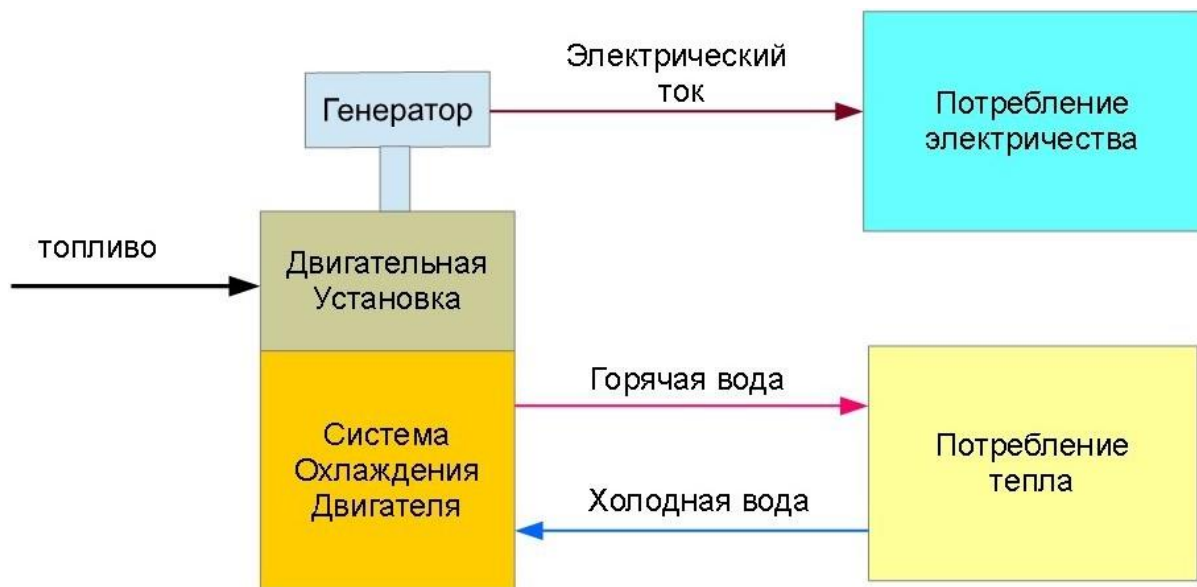 Электрический
ток
Генератор
Потребление
электричества
топливо
Двигательная
Установка
Горячая вода
Система
Охлаждения
Двигателя
Потребление
тепла
Холодная вода